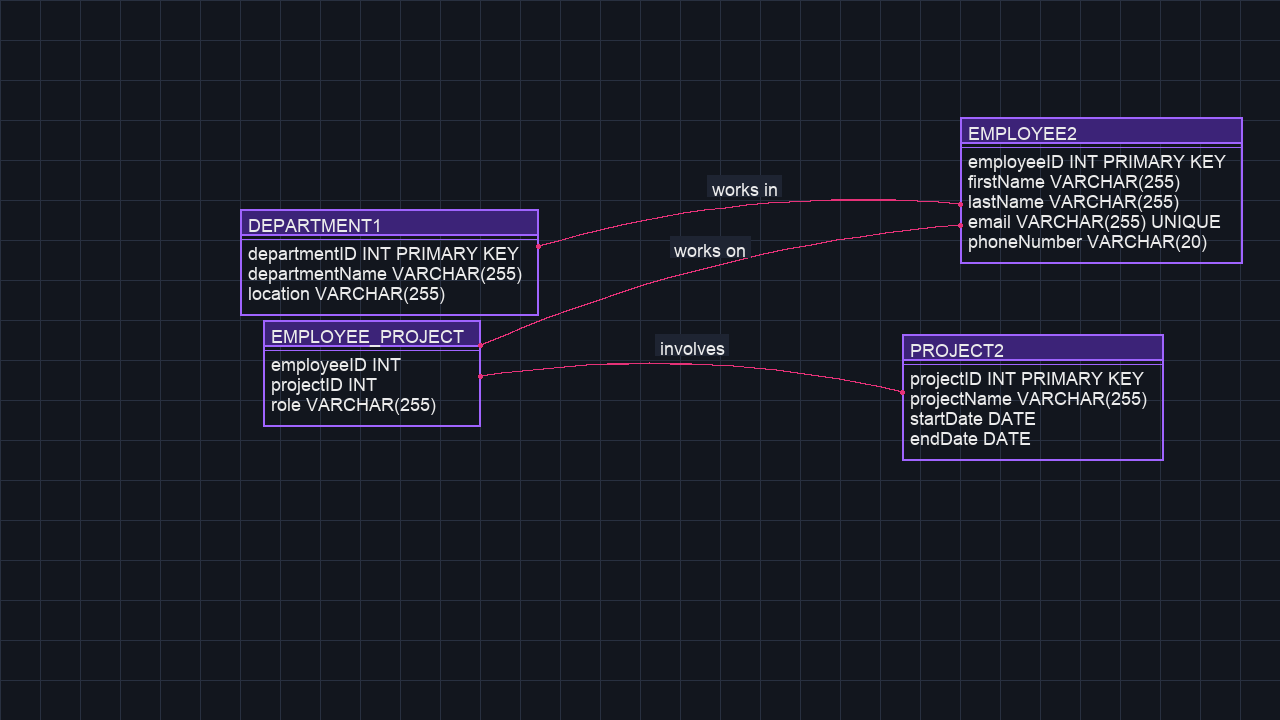 EMPLOYEE2
employeeID INT PRIMARY KEY
firstName VARCHAR(255)
lastName VARCHAR(255)
email VARCHAR(255) UNIQUE
phoneNumber VARCHAR(20)
works in
DEPARTMENT1
departmentID INT PRIMARY KEY
departmentName VARCHAR(255)
location VARCHAR(255)
works on
EMPLOYEE_PROJECT
employeeID INT
projectID INT
role VARCHAR(255)
involves
PROJECT2
projectID INT PRIMARY KEY
projectName VARCHAR(255)
startDate DATE
endDate DATE